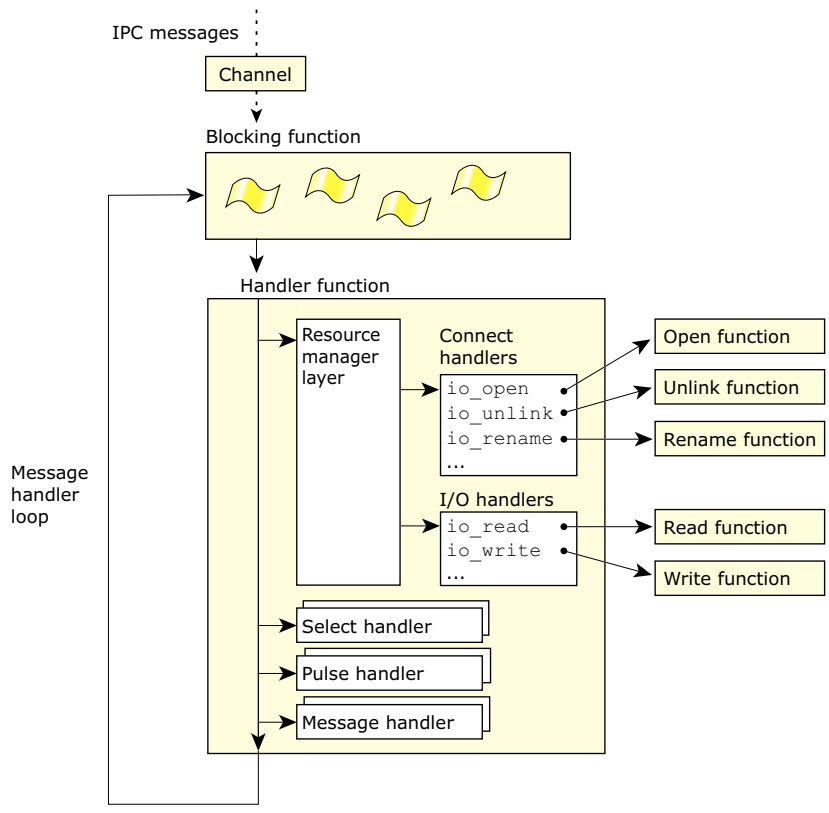 IPC messages
Channel
Blocking function
Handler function
Resource
manager
layer
Connect
handlers
io_open
io_unlink
io_rename
...
I/O handlers
io_read
io_write
...
Open function
Unlink function
Rename function
Read function
Write function
Select handler
Pulse handler
Message handler
Message
handler
loop